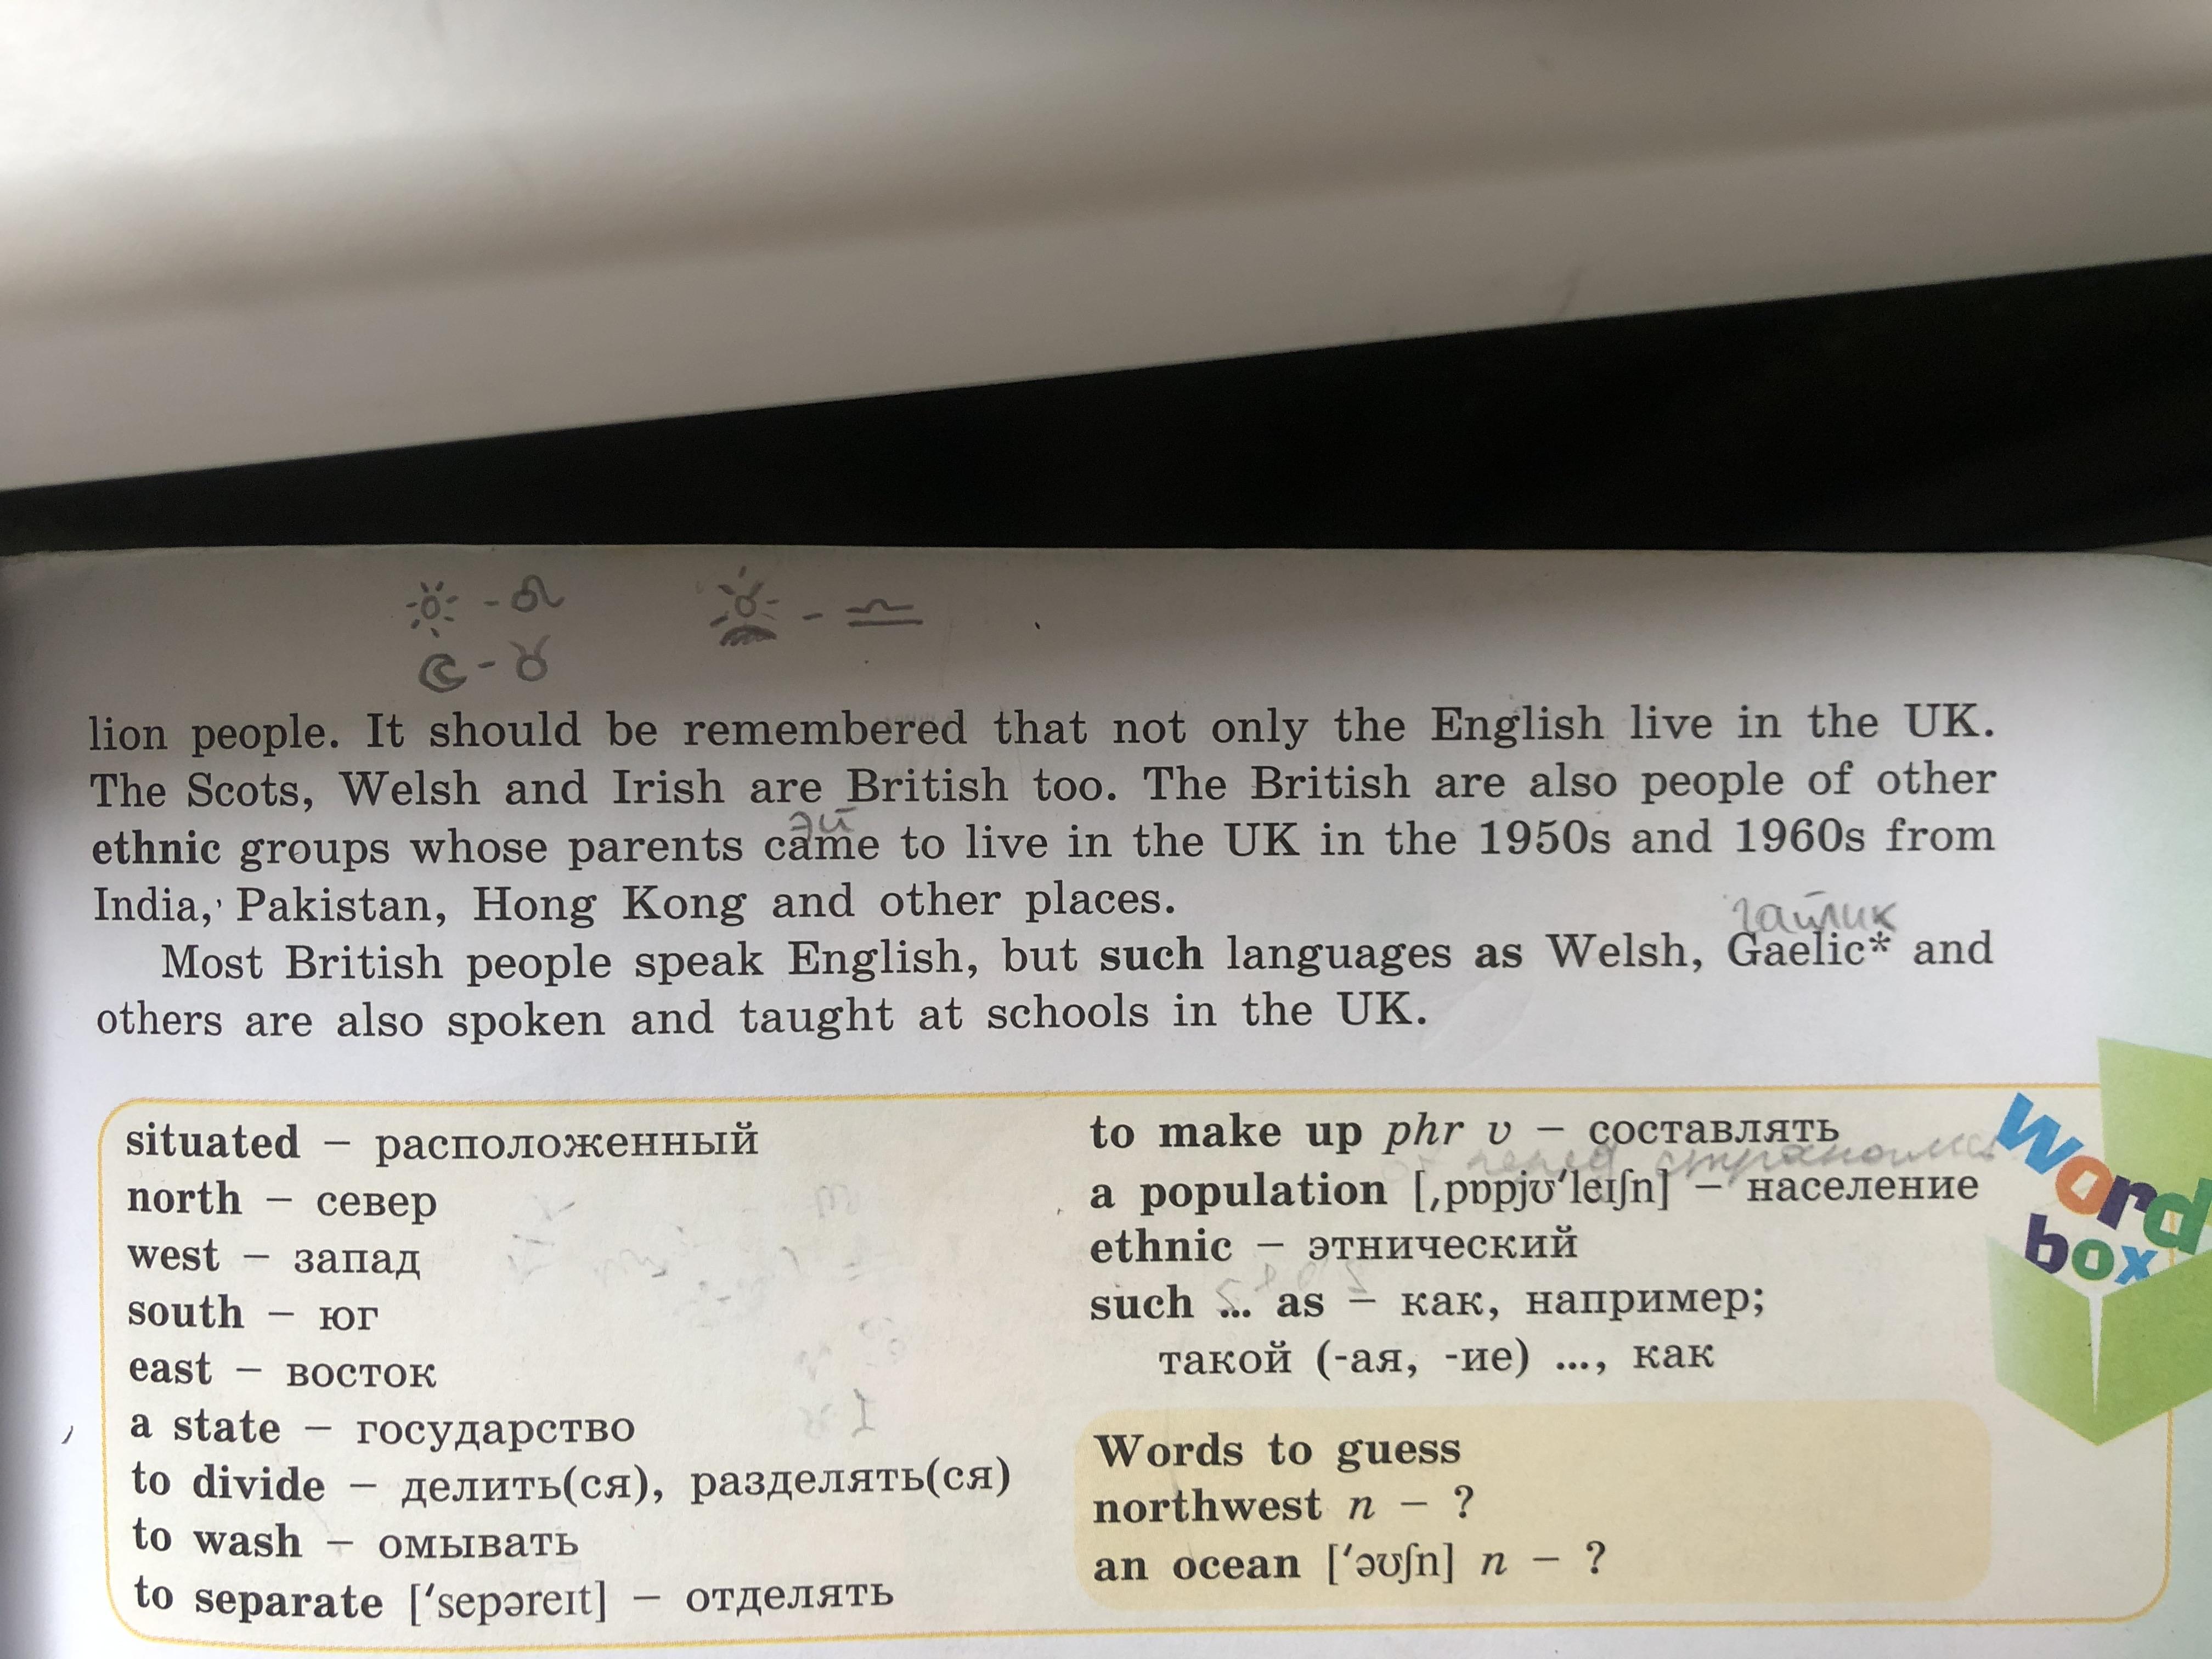 ☉ - ♌ ☉ - ♎
☾ - ♉
lion people. It should be remembered that not only the English live in the UK.
The Scots, Welsh and Irish are British too. The British are also people of other
эй
ethnic groups whose parents came to live in the UK in the 1950s and 1960s from
India, Pakistan, Hong Kong and other places.
гайлик
Most British people speak English, but such languages as Welsh, Gaelic* and
others are also spoken and taught at schools in the UK.
situated – расположенный
north – север
west – запад
south – юг
east – восток
a state – государство
to divide – делить(ся), разделять(ся)
to wash – омывать
to separate [ˈsepəreɪt] – отделять
to make up phr v – составлять
перед
a population [ˌpɒpjʊˈleɪʃn] – население
ethnic – этнический
such ... as – как, например;
такой (-ая, -ие) ..., как
Words to guess
northwest n – ?
an ocean [ˈəʊʃn] n – ?
word
box